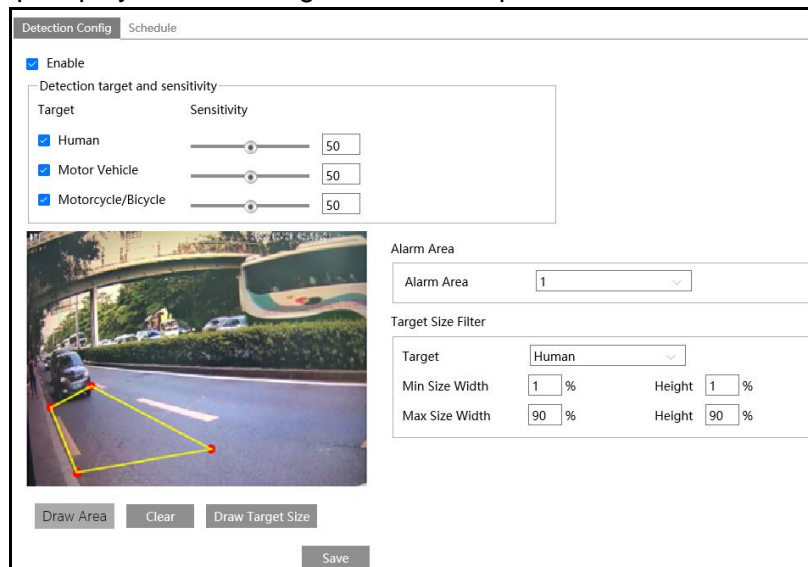 Detection Config Schedule
Enable
Detection target and sensitivity
Target Sensitivity
Human 50
Motor Vehicle 50
Motorcycle/Bicycle 50
Alarm Area
Alarm Area 1
Target Size Filter
Target Human
Min Size Width 1 % Height 1 %
Max Size Width 90 % Height 90 %
Draw Area Clear Draw Target Size
Save